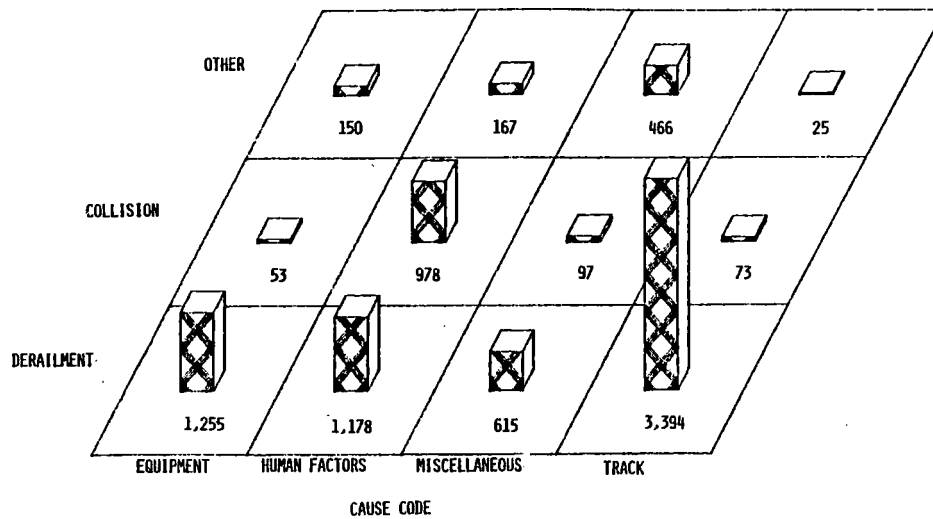 OTHER
150 167 466 25
COLLISION
53 978 97 73
DERAILMENT
1,255 1,178 615 3,394
EQUIPMENT HUMAN FACTORS MISCELLANEOUS TRACK
CAUSE CODE